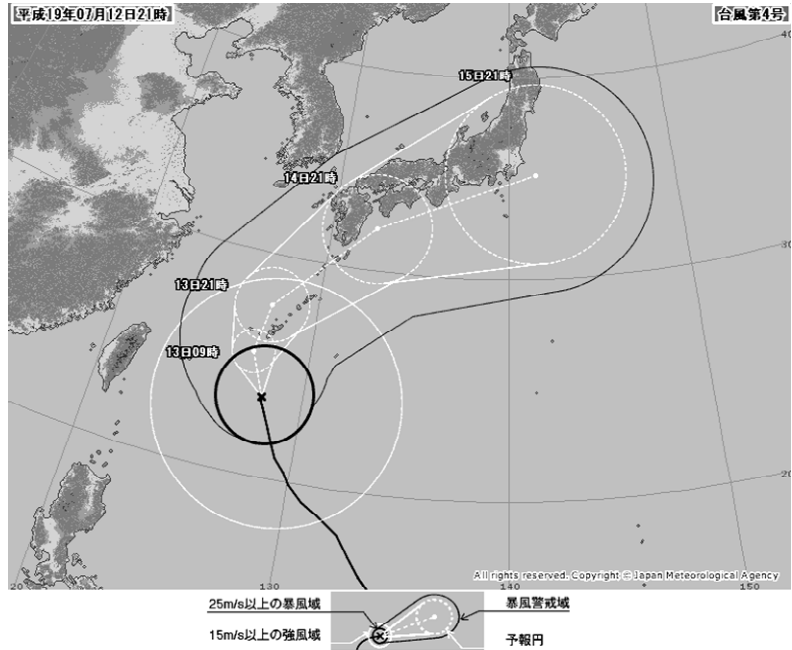 平成19年07月12日21時
台風第4号
40
15日21時
14日21時
30
13日21時
13日09時
20
20
130
140
150
All rights reserved. Copyright © Japan Meteorological Agency
25m/s以上の暴風域
暴風警戒域
15m/s以上の強風域
予報円